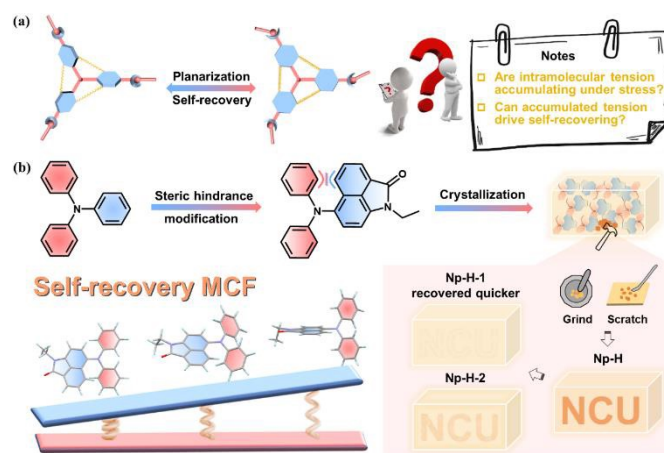 (a)
Planarization
Self-recovery
?
Notes
Are intramolecular tension
accumulating under stress?
Can accumulated tension
drive self-recovering?
(b)
Steric hindrance
modification
Crystallization
N
O
N
N
Self-recovery MCF
Np-H-1
recovered quicker
NCU
Grind
Scratch
Np-H
Np-H-2
NCU
NCU